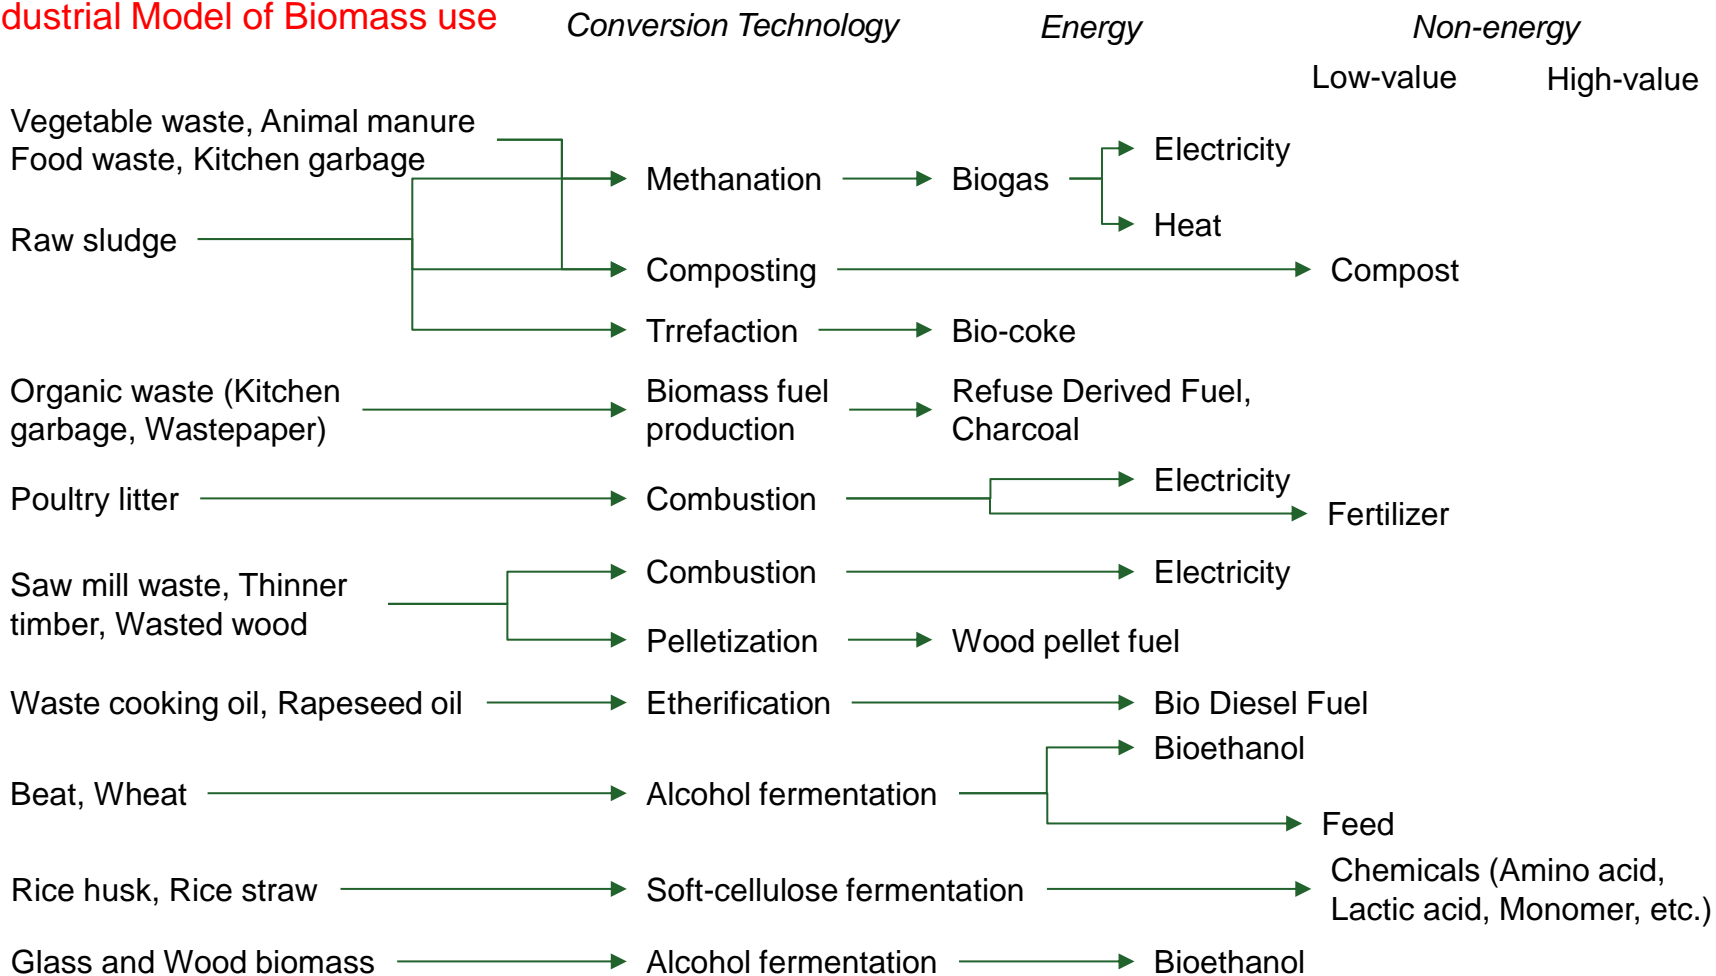 dustrial Model of Biomass use
Conversion Technology
Energy
Non-energy
Low-value
High-value
Vegetable waste, Animal manure
Food waste, Kitchen garbage
Electricity
Methanation
Biogas
Heat
Raw sludge
Composting
Compost
Trrefaction
Bio-coke
Organic waste (Kitchen
garbage, Wastepaper)
Biomass fuel
production
Refuse Derived Fuel,
Charcoal
Poultry litter
Combustion
Electricity
Fertilizer
Saw mill waste, Thinner
timber, Wasted wood
Combustion
Electricity
Pelletization
Wood pellet fuel
Waste cooking oil, Rapeseed oil
Etherification
Bio Diesel Fuel
Beat, Wheat
Alcohol fermentation
Bioethanol
Feed
Rice husk, Rice straw
Soft-cellulose fermentation
Chemicals (Amino acid,
Lactic acid, Monomer, etc.)
Glass and Wood biomass
Alcohol fermentation
Bioethanol